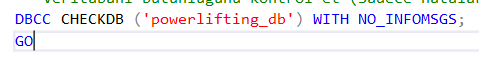 DBCC CHECKDB ('powerlifting_db') WITH NO_INFOMSGS;
GO